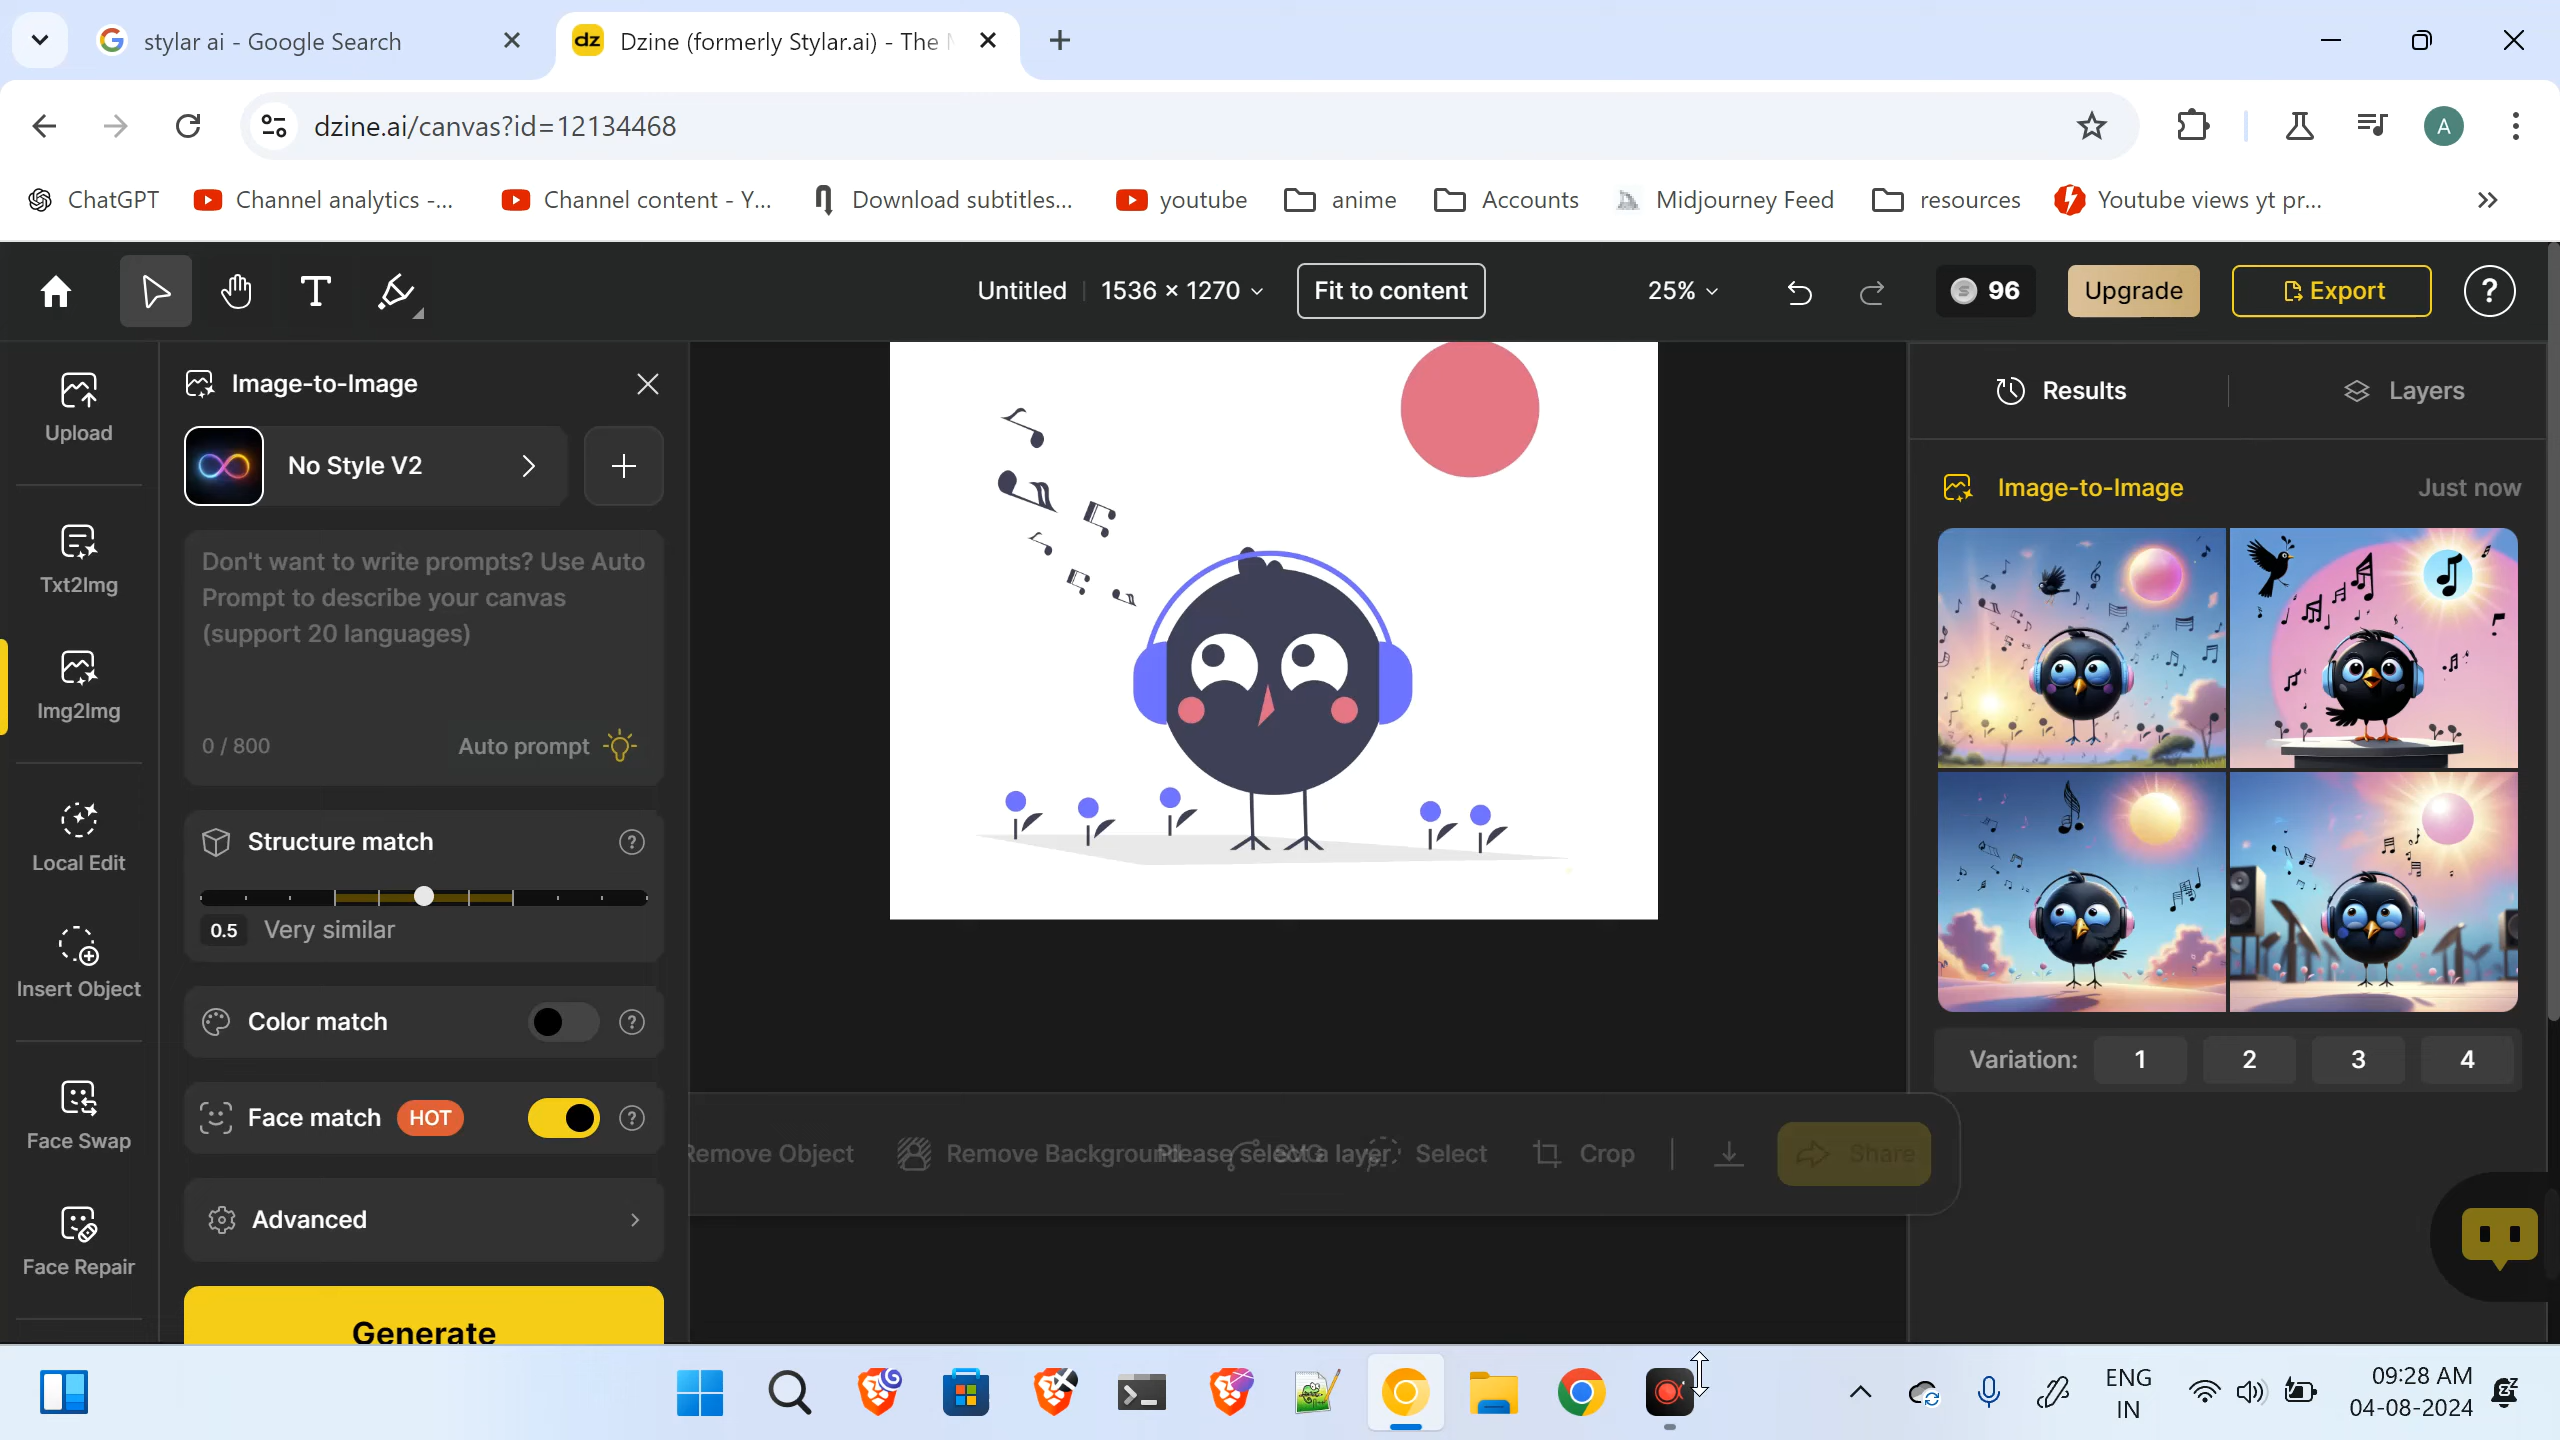 stylar ai - Google Search
dz Dzine (formerly Stylar.ai) - The
dzine.ai/canvas?id=12134468
A
ChatGPT Channel analytics -... Channel content - Y... Download subtitles... youtube anime Accounts Midjourney Feed resources Youtube views yt pr...
Untitled 1536 × 1270 Fit to content 25% 96 Upgrade Export ?
Upload
Txt2Img
Img2Img
Local Edit
Insert Object
Face Swap
Face Repair
Image-to-Image
No Style V2
Don't want to write prompts? Use Auto
Prompt to describe your canvas
(support 20 languages)
0 / 800 Auto prompt
Structure match
0.5 Very similar
Color match
Face match HOT
Advanced
Generate
Remove Object Remove Background SVG Select Crop Share
Please select a layer
Results Layers
Image-to-Image Just now
Variation: 1 2 3 4
ENG
IN
09:28 AM
04-08-2024